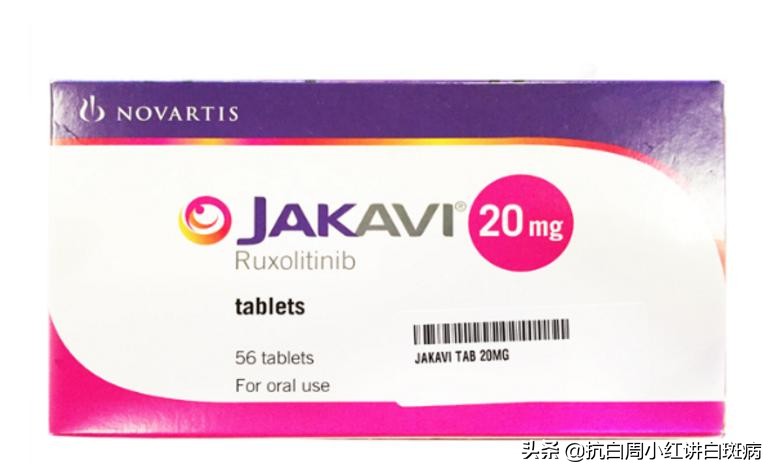 NOVARTIS
JAKAVI® 20 mg
Ruxolitinib
tablets
56 tablets
For oral use
JAKAVI TAB 20MG
头条 @抗白周小红讲白斑病